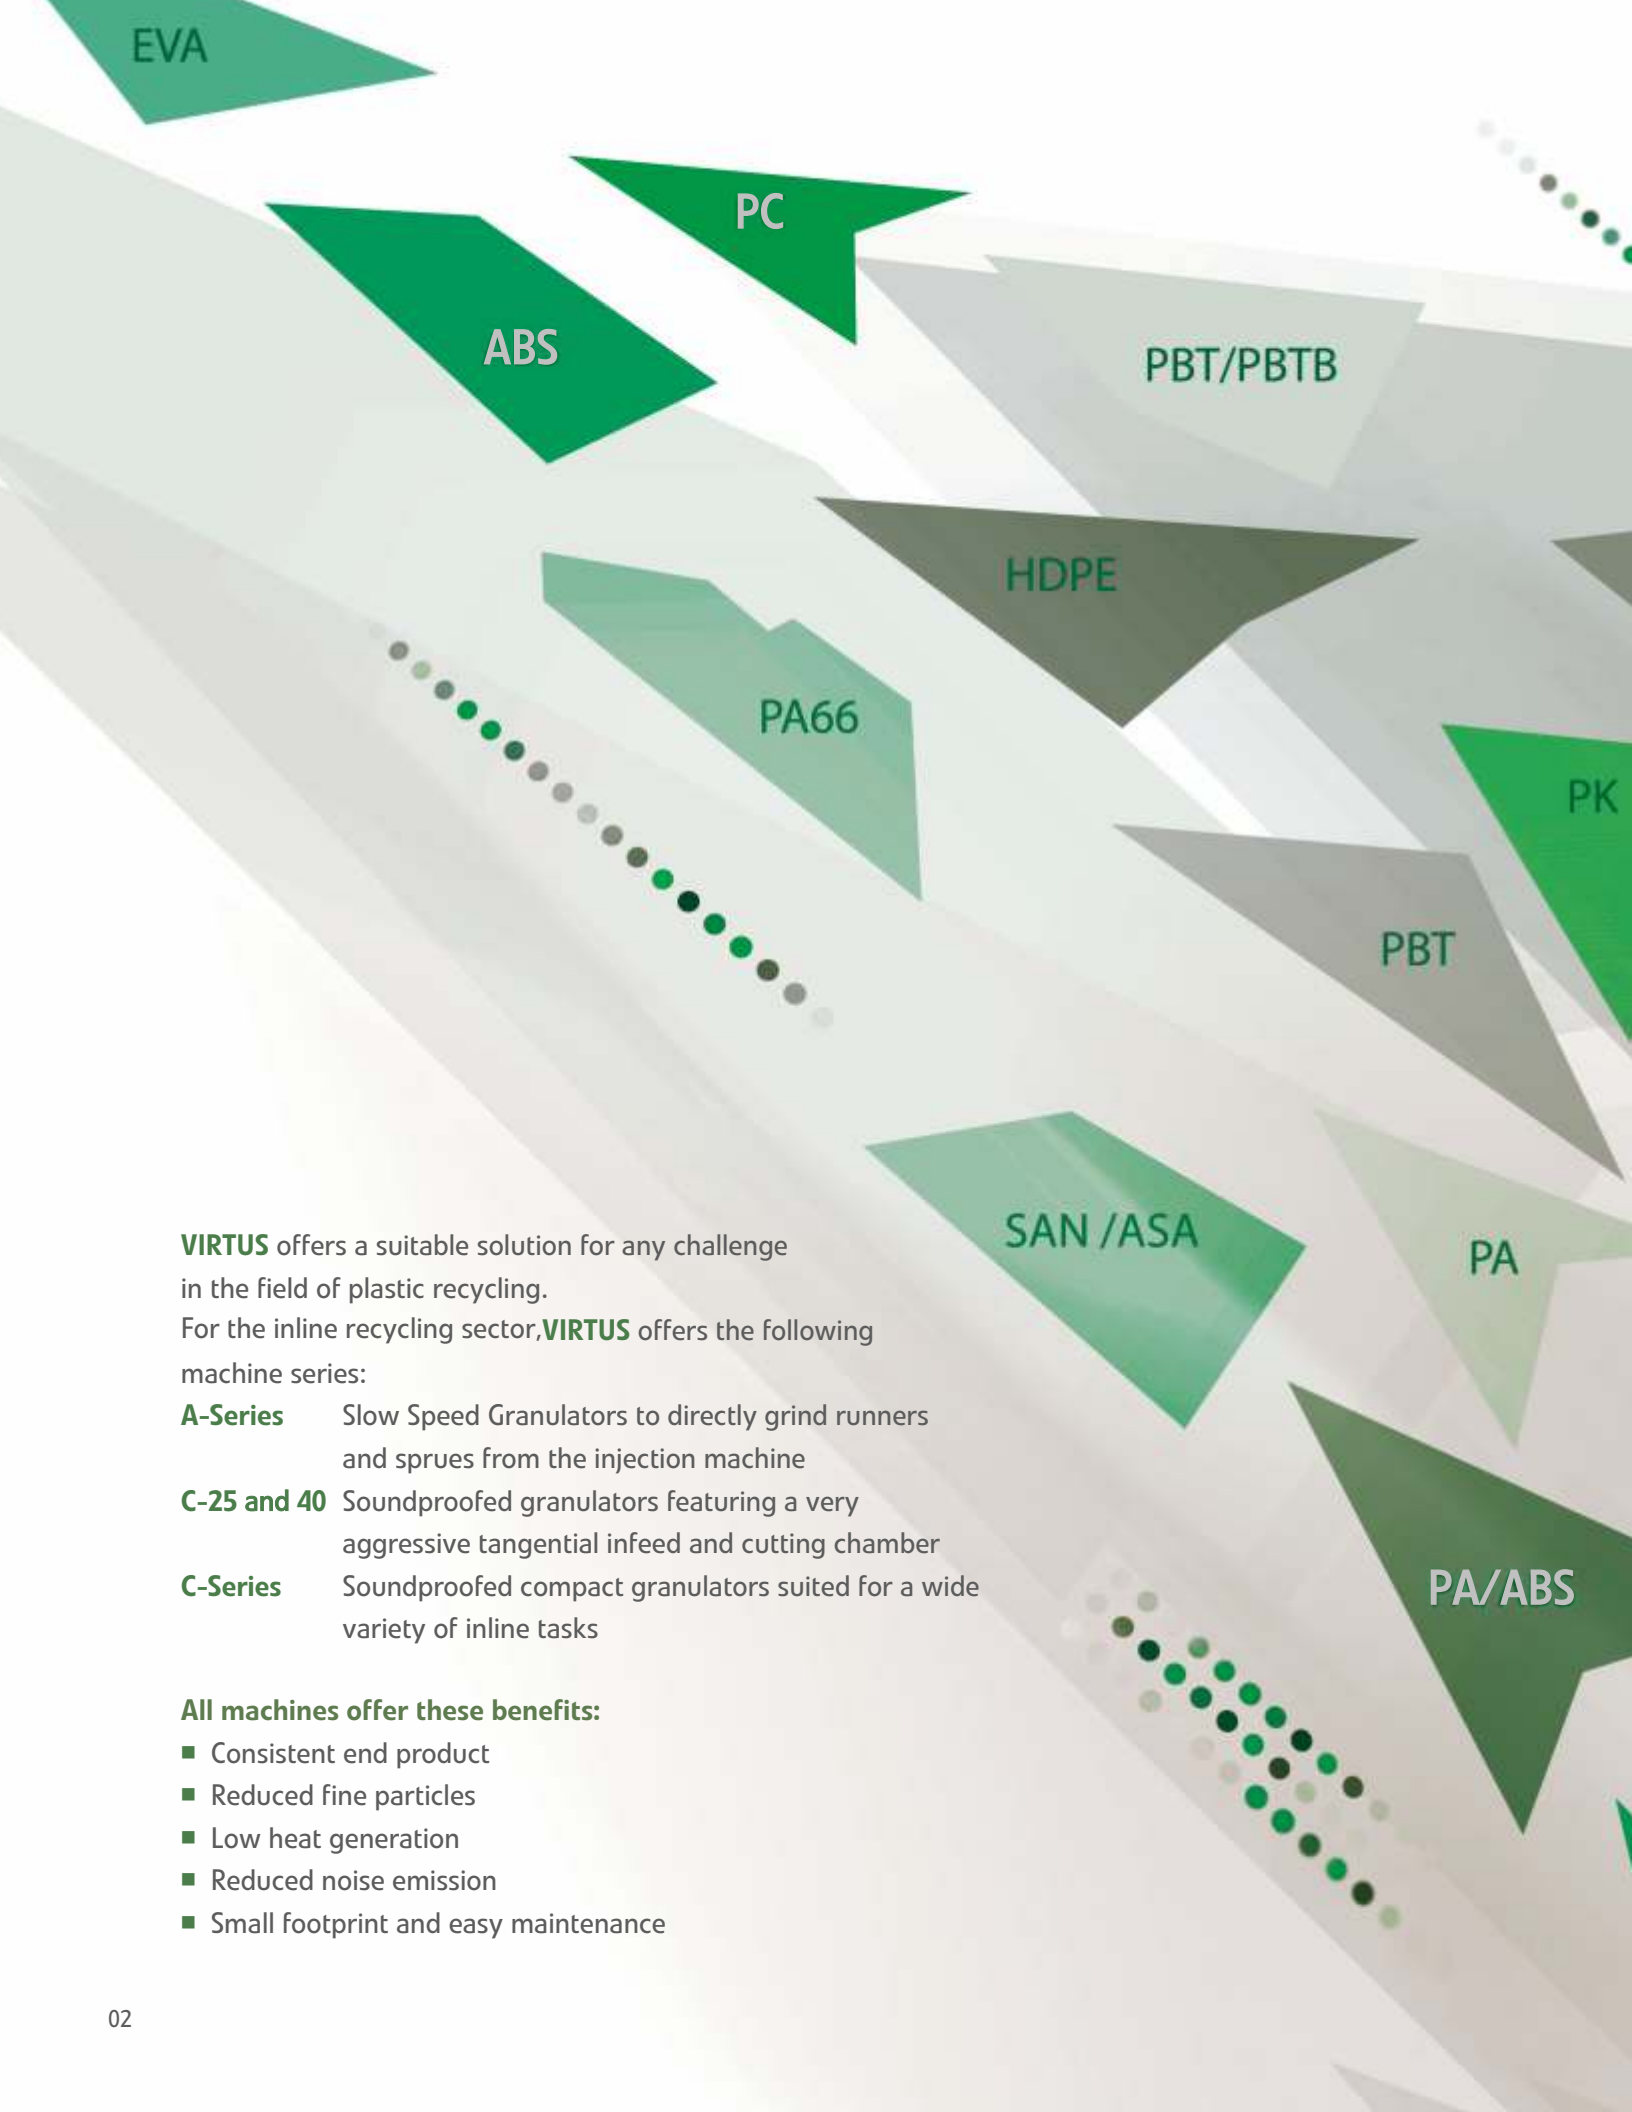 EVA
PC
ABS
PBT/PBTB
HDPE
PA66
PK
PBT
SAN /ASA
PA
PA/ABS
VIRTUS offers a suitable solution for any challenge
in the field of plastic recycling.
For the inline recycling sector,VIRTUS offers the following
machine series:
A-Series Slow Speed Granulators to directly grind runners
and sprues from the injection machine
C-25 and 40 Soundproofed granulators featuring a very
aggressive tangential infeed and cutting chamber
C-Series Soundproofed compact granulators suited for a wide
variety of inline tasks
All machines offer these benefits:
■ Consistent end product
■ Reduced fine particles
■ Low heat generation
■ Reduced noise emission
■ Small footprint and easy maintenance
02